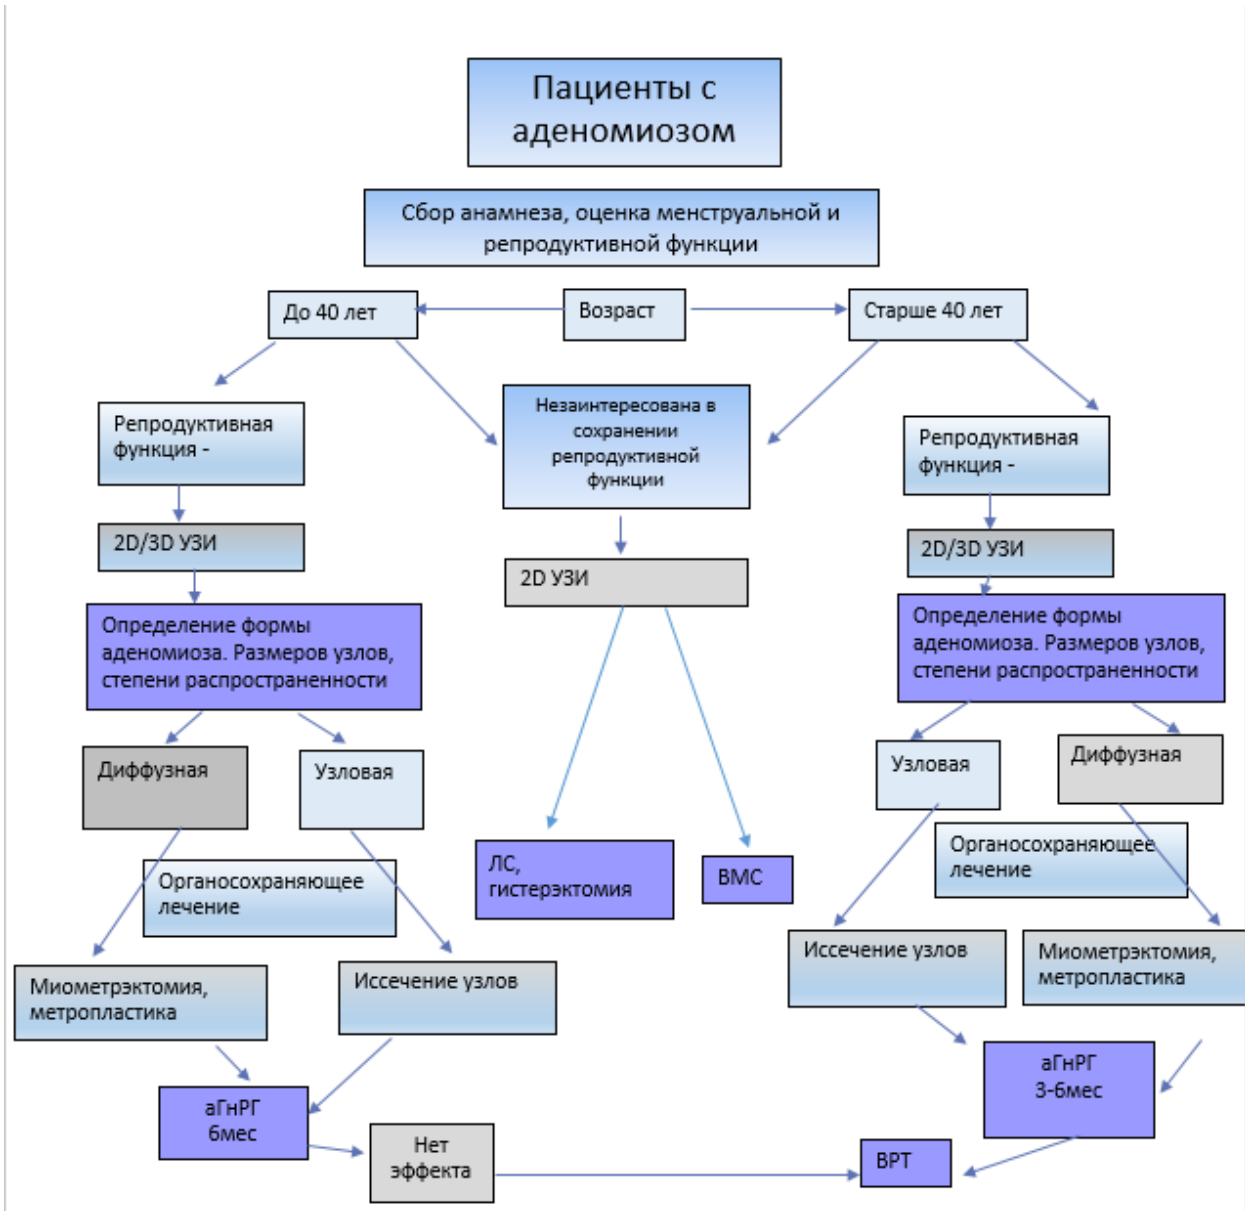 Пациенты с
аденомиозом
Сбор анамнеза, оценка менструальной и
репродуктивной функции
До 40 лет
Возраст
Старше 40 лет
Репродуктивная
функция -
Незаинтересована в
сохранении
репродуктивной
функции
Репродуктивная
функция -
2D/3D УЗИ
2D УЗИ
2D/3D УЗИ
Определение формы
аденомиоза. Размеров узлов,
степени распространенности
Определение формы
аденомиоза. Размеров узлов,
степени распространенности
Диффузная
Узловая
Узловая
Диффузная
Органосохраняющее
лечение
ЛС,
гистерэктомия
ВМС
Органосохраняющее
лечение
Миометрэктомия,
метропластика
Иссечение узлов
Иссечение узлов
Миометрэктомия,
метропластика
аГнРГ
6мес
аГнРГ
3-6мес
Нет
эффекта
ВРТ